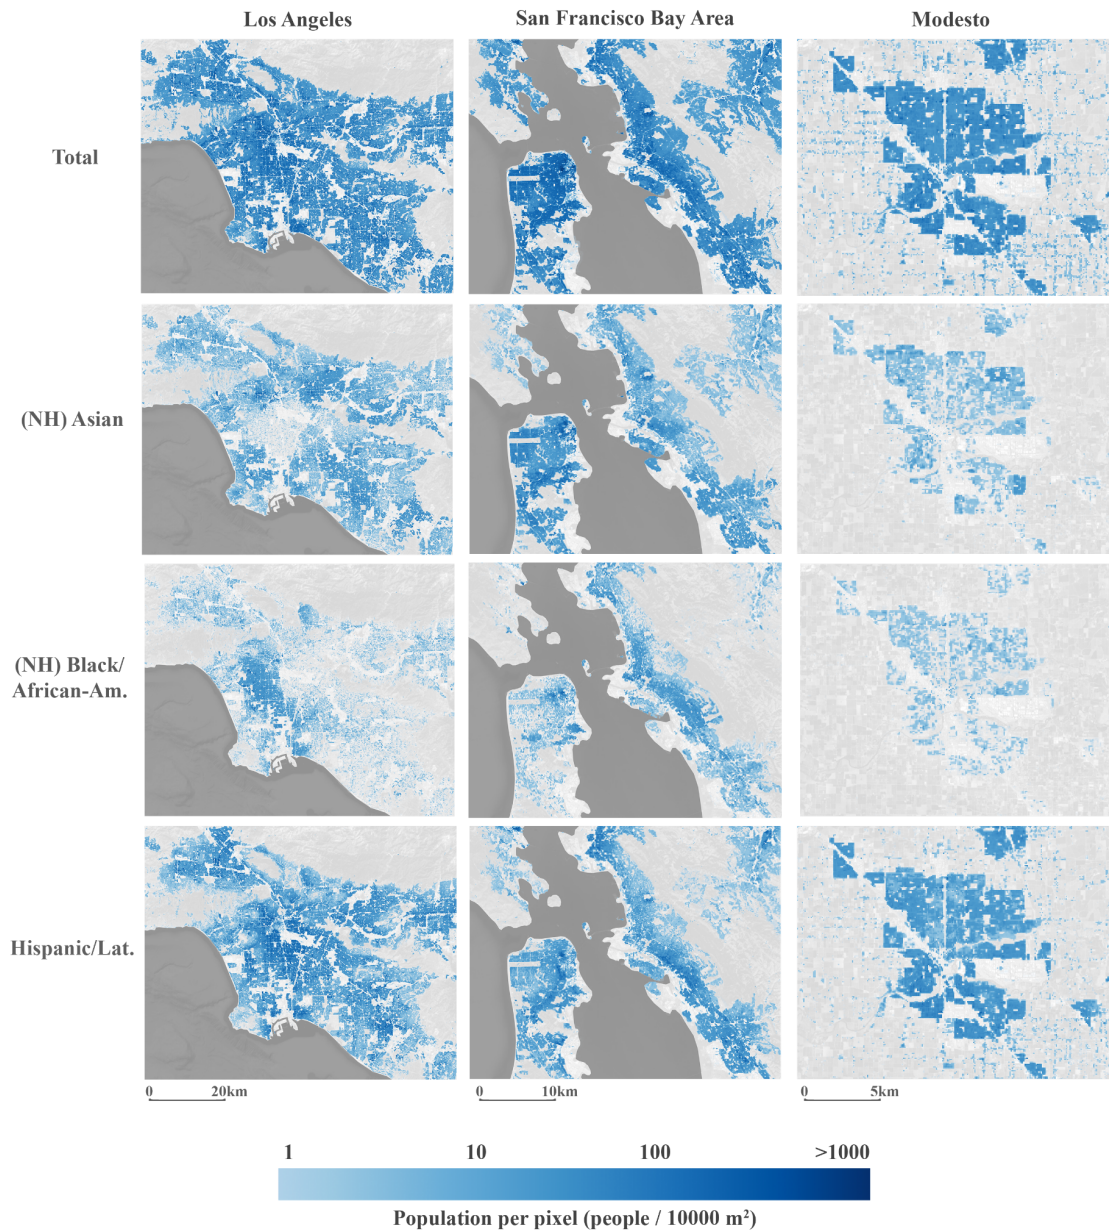 Los Angeles
San Francisco Bay Area
Modesto
Total
(NH) Asian
(NH) Black/
African-Am.
Hispanic/Lat.
0 20km
0 10km
0 5km
1 10 100 >1000
Population per pixel (people / 10000 m²)